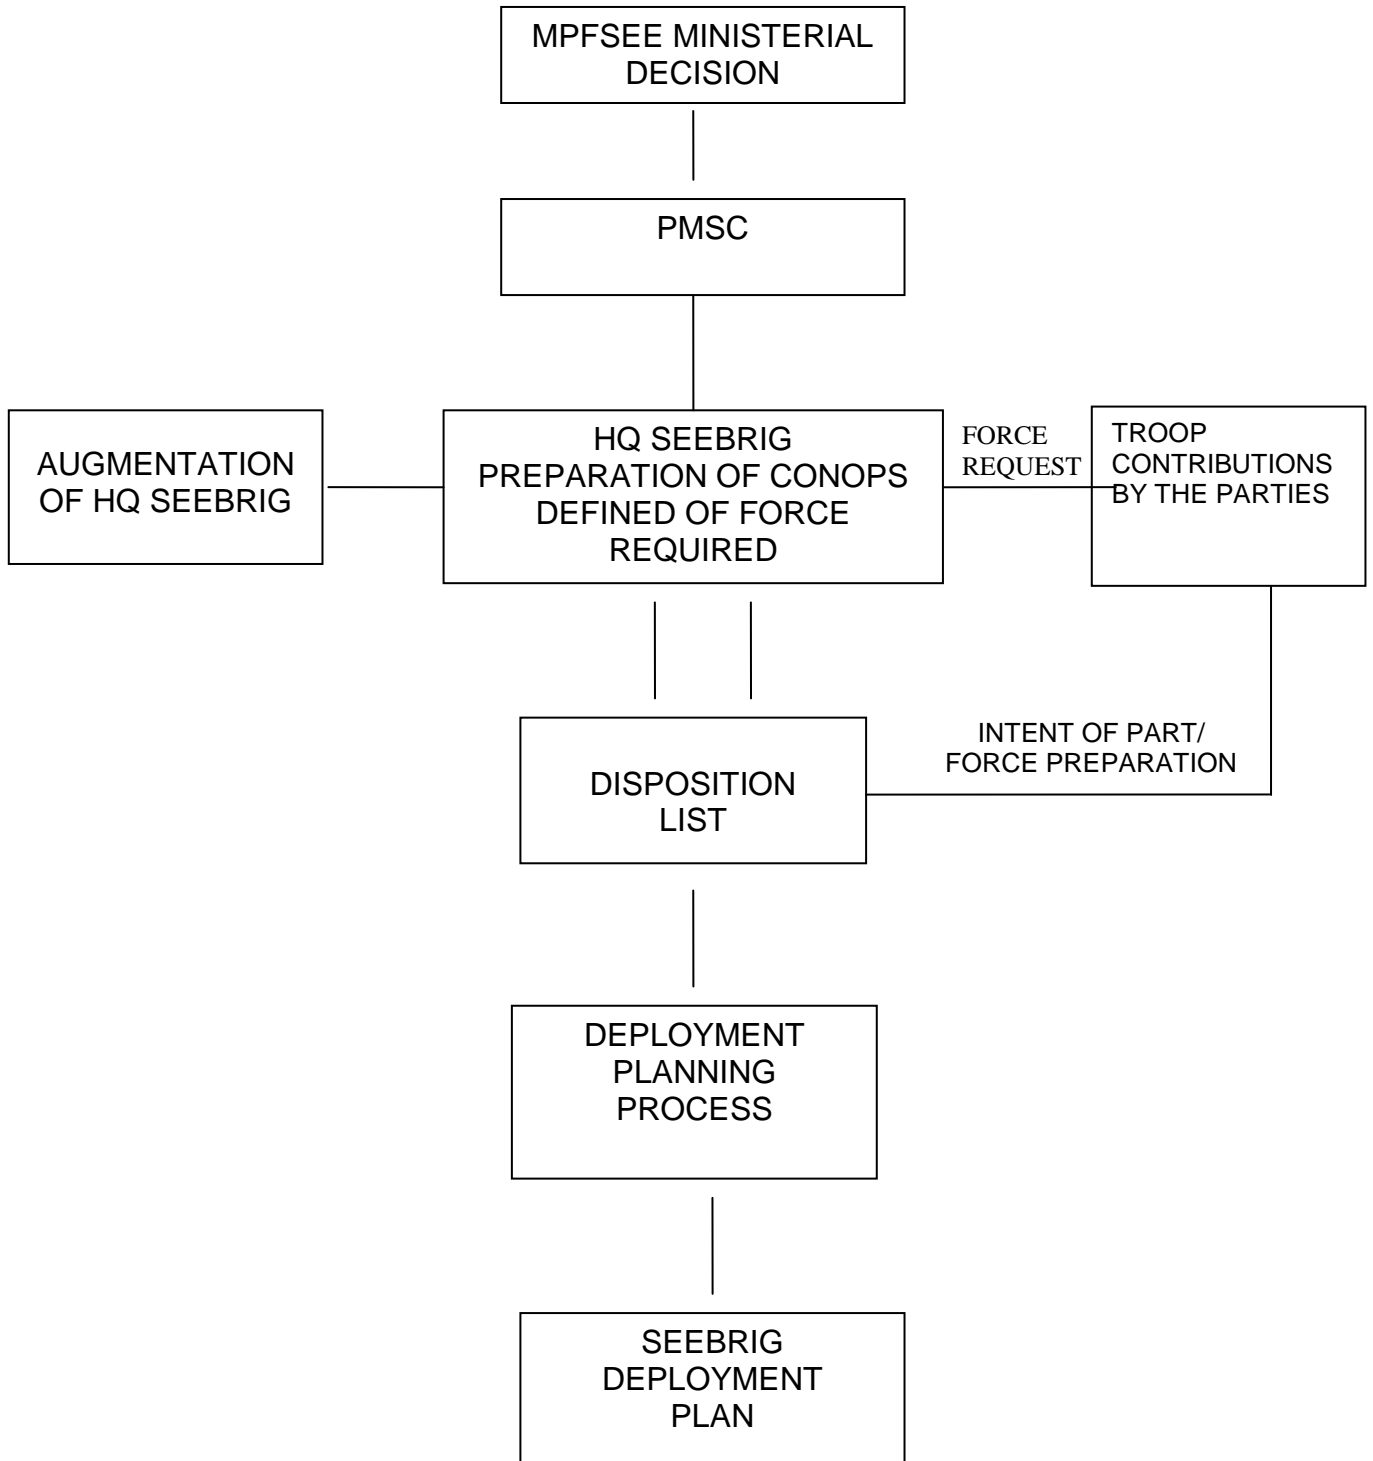 MPFSEE MINISTERIAL
DECISION
PMSC
AUGMENTATION
OF HQ SEEBRIG
HQ SEEBRIG
PREPARATION OF CONOPS
DEFINED OF FORCE
REQUIRED
FORCE
REQUEST
TROOP
CONTRIBUTIONS
BY THE PARTIES
INTENT OF PART/
FORCE PREPARATION
DISPOSITION
LIST
DEPLOYMENT
PLANNING
PROCESS
SEEBRIG
DEPLOYMENT
PLAN